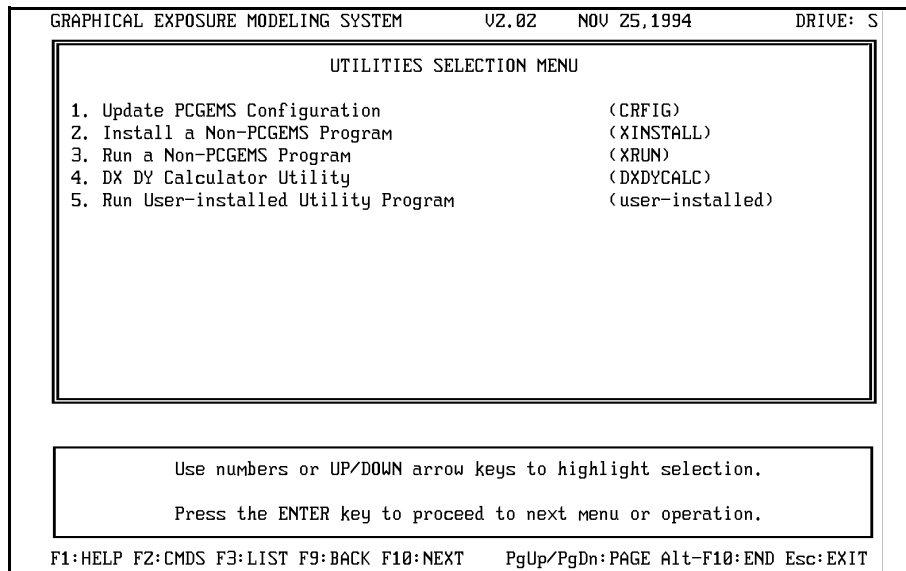 GRAPHICAL EXPOSURE MODELING SYSTEM V2.02 NOV 25,1994 DRIVE: S
UTILITIES SELECTION MENU
1. Update PCGEMS Configuration (CRFIG)
2. Install a Non-PCGEMS Program (XINSTALL)
3. Run a Non-PCGEMS Program (XRUN)
4. DX DY Calculator Utility (DXDYCALC)
5. Run User-installed Utility Program (user-installed)
Use numbers or UP/DOWN arrow keys to highlight selection.
Press the ENTER key to proceed to next menu or operation.
F1:HELP F2:CMDS F3:LIST F9:BACK F10:NEXT PgUp/PgDn:PAGE Alt-F10:END Esc:EXIT